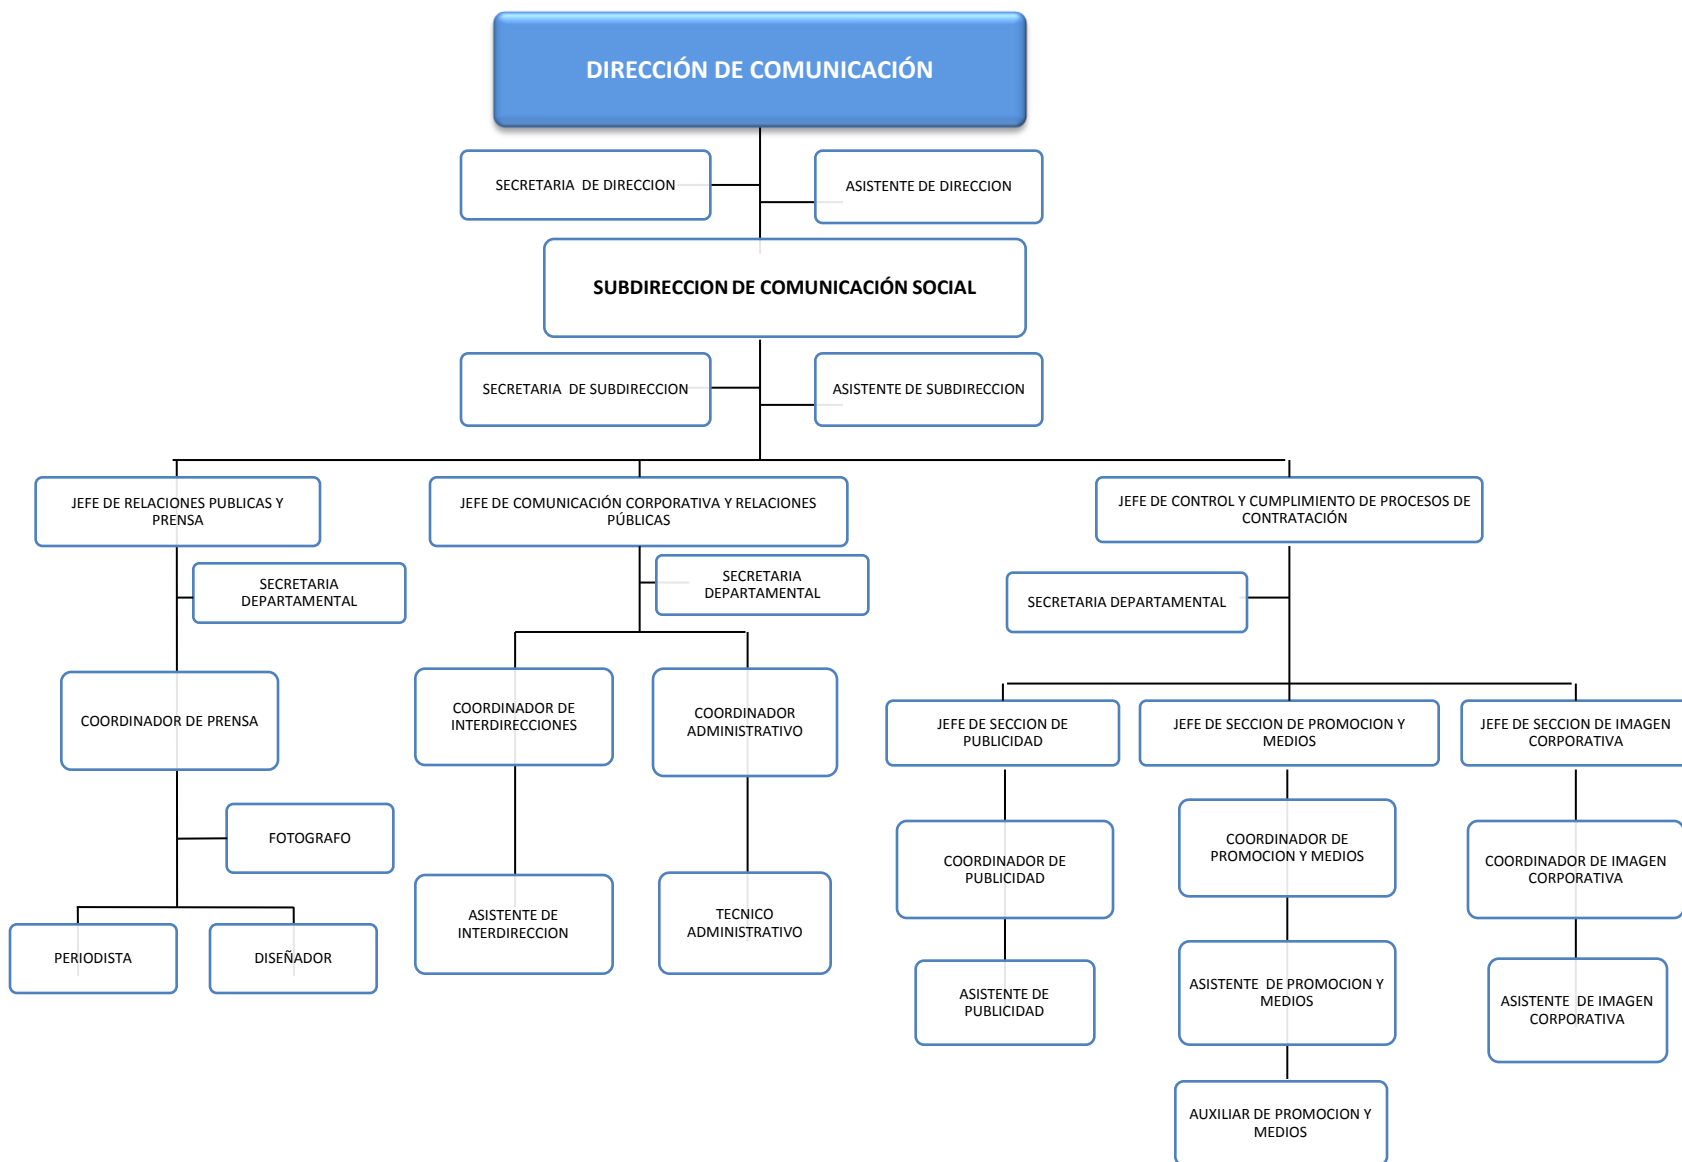 DIRECCIÓN DE COMUNICACIÓN
SECRETARIA DE DIRECCION
ASISTENTE DE DIRECCION
SUBDIRECCION DE COMUNICACIÓN SOCIAL
SECRETARIA DE SUBDIRECCION
ASISTENTE DE SUBDIRECCION
JEFE DE RELACIONES PUBLICAS Y
PRENSA
JEFE DE COMUNICACIÓN CORPORATIVA Y RELACIONES
PÚBLICAS
JEFE DE CONTROL Y CUMPLIMIENTO DE PROCESOS DE
CONTRATACIÓN
SECRETARIA
DEPARTAMENTAL
SECRETARIA
DEPARTAMENTAL
SECRETARIA DEPARTAMENTAL
COORDINADOR DE PRENSA
COORDINADOR DE
INTERDIRECCIONES
COORDINADOR
ADMINISTRATIVO
JEFE DE SECCION DE
PUBLICIDAD
JEFE DE SECCION DE PROMOCION Y
MEDIOS
JEFE DE SECCION DE IMAGEN
CORPORATIVA
FOTOGRAFO
COORDINADOR DE
PUBLICIDAD
COORDINADOR DE
PROMOCION Y MEDIOS
COORDINADOR DE IMAGEN
CORPORATIVA
PERIODISTA
DISEÑADOR
ASISTENTE DE
INTERDIRECCION
TECNICO
ADMINISTRATIVO
ASISTENTE DE
PUBLICIDAD
ASISTENTE DE PROMOCION Y
MEDIOS
ASISTENTE DE IMAGEN
CORPORATIVA
AUXILIAR DE PROMOCION Y
MEDIOS